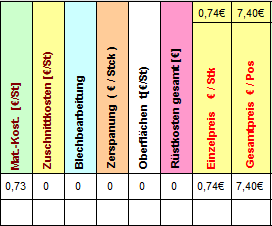 0,74€ 7,40€
Mat.-Kost. [€/St]
Zuschnittkosten [€/St)
Blechbearbeitung
Zerspanung ( € / Stck )
Oberflächen t[€/St)
Rüstkosten gesamt [€]
Einzelpreis € / Stk
Gesamtpreis € / Pos
0,73 0 0 0 0 0 0,74€ 7,40€